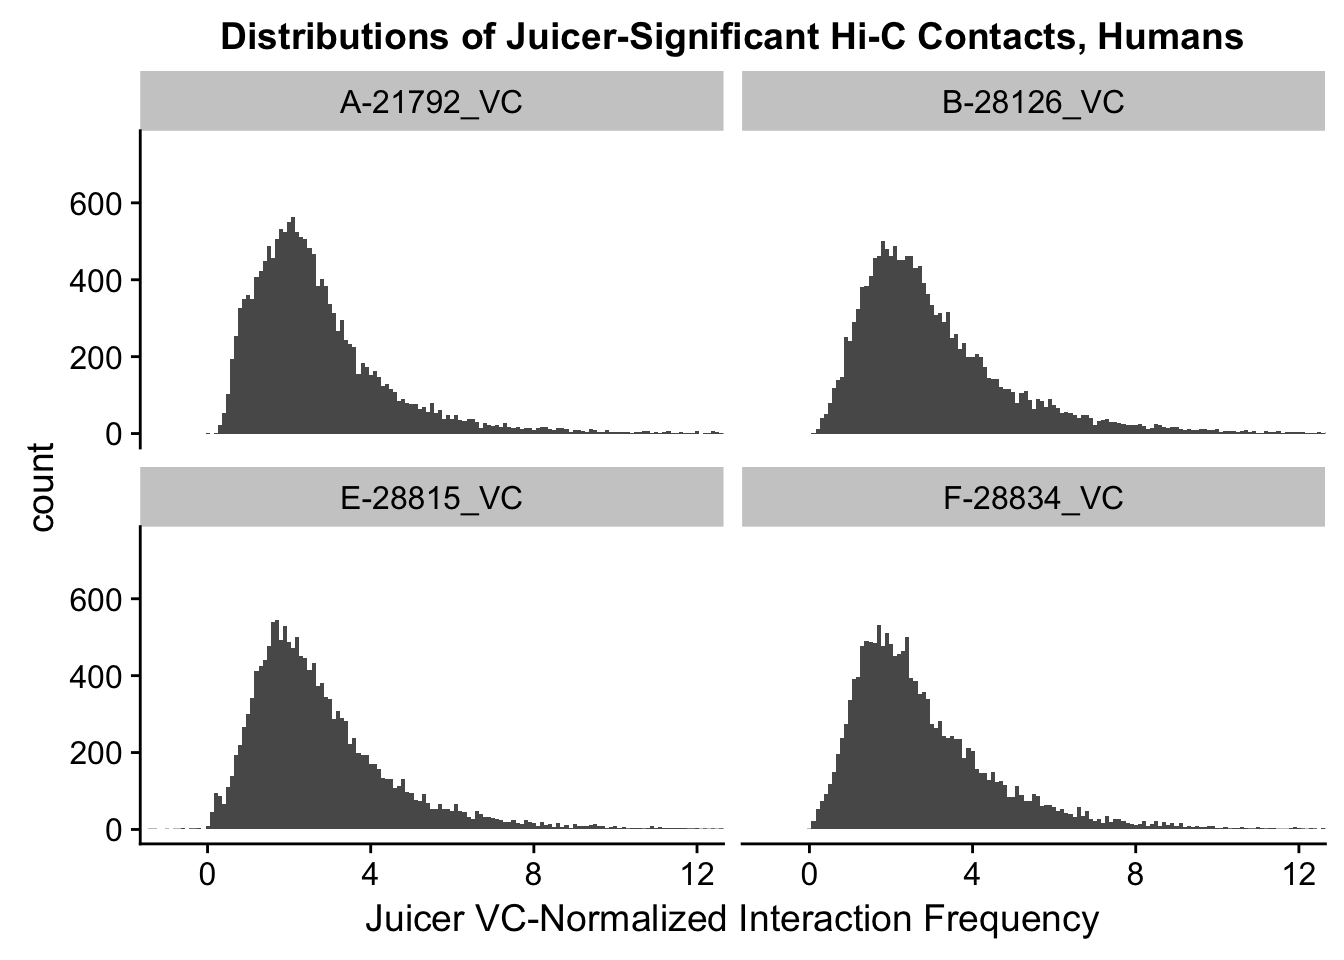 Distributions of Juicer-Significant Hi-C Contacts, Humans
A-21792_VC
B-28126_VC
600
400
200
0
count
E-28815_VC
F-28834_VC
600
400
200
0
0 4 8 12
0 4 8 12
Juicer VC-Normalized Interaction Frequency